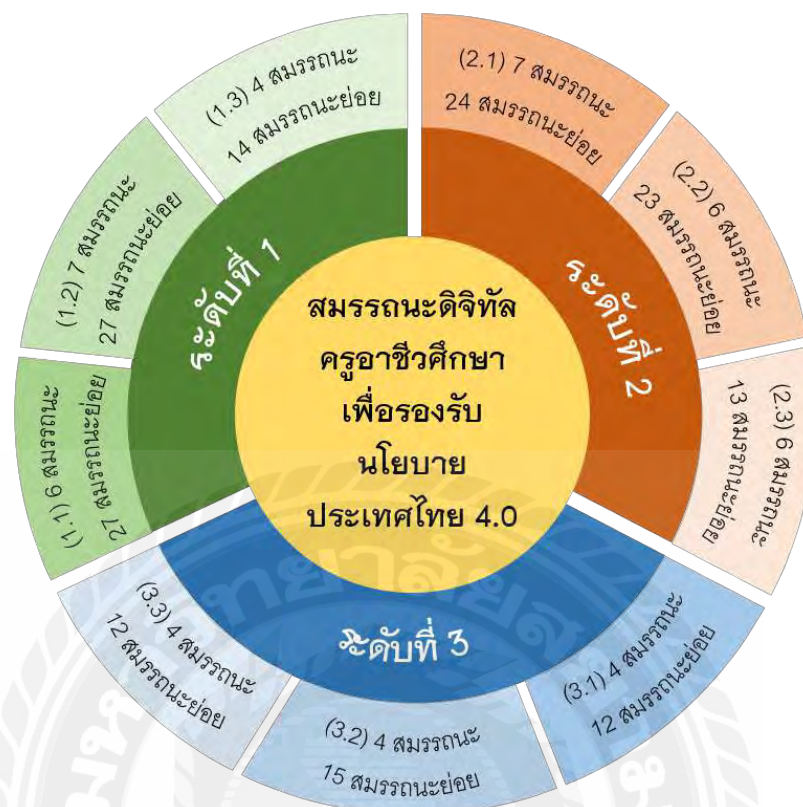 สมรรถนะดิจิทัล
ครูอาชีวศึกษา
เพื่อรองรับ
นโยบาย
ประเทศไทย 4.0
ระดับที่ 1
(1.1) 6 สมรรถนะ
27 สมรรถนะย่อย
(1.2) 7 สมรรถนะ
27 สมรรถนะย่อย
(1.3) 4 สมรรถนะ
14 สมรรถนะย่อย
ระดับที่ 2
(2.1) 7 สมรรถนะ
24 สมรรถนะย่อย
(2.2) 6 สมรรถนะ
23 สมรรถนะย่อย
(2.3) 6 สมรรถนะ
13 สมรรถนะย่อย
ระดับที่ 3
(3.1) 4 สมรรถนะ
12 สมรรถนะย่อย
(3.2) 4 สมรรถนะ
15 สมรรถนะย่อย
(3.3) 4 สมรรถนะ
12 สมรรถนะย่อย